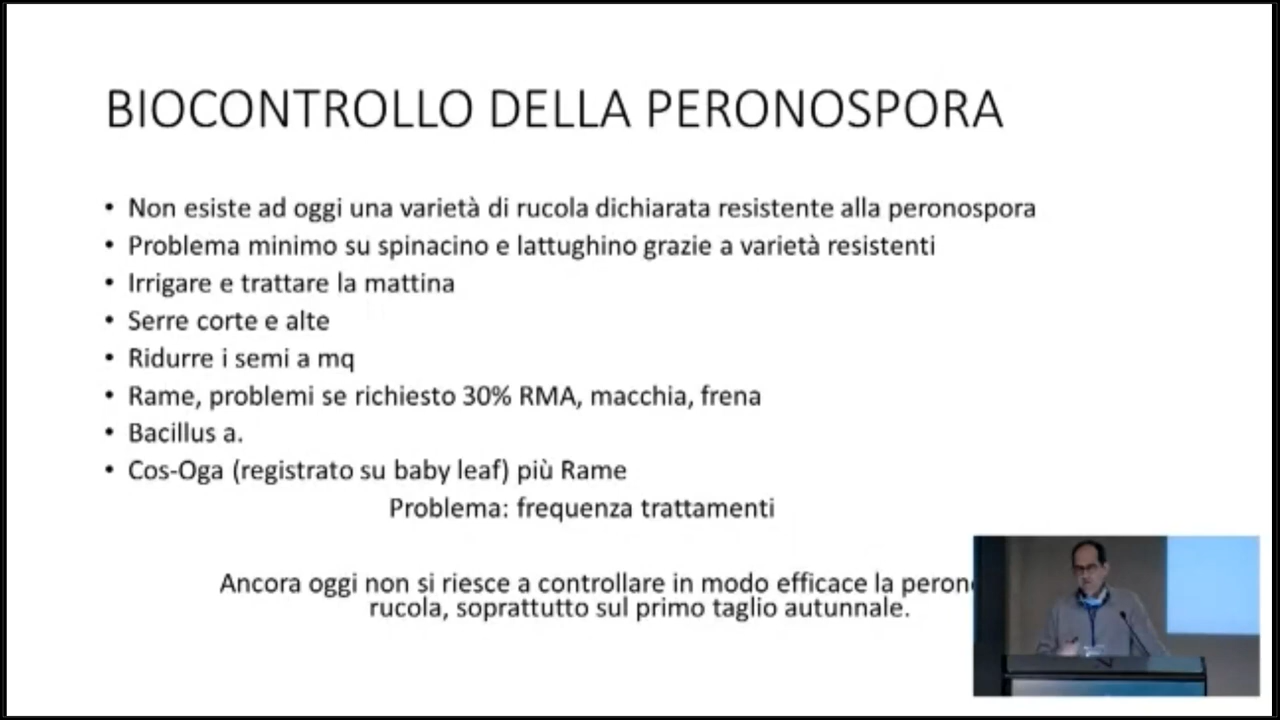 BIOCONTROLLO DELLA PERONOSPORA
• Non esiste ad oggi una varietà di rucola dichiarata resistente alla peronospora
• Problema minimo su spinacino e lattughino grazie a varietà resistenti
• Irrigare e trattare la mattina
• Serre corte e alte
• Ridurre i semi a mq
• Rame, problemi se richiesto 30% RMA, macchia, frena
• Bacillus a.
• Cos-Oga (registrato su baby leaf) più Rame
Problema: frequenza trattamenti
Ancora oggi non si riesce a controllare in modo efficace la
rucola, soprattutto sul primo taglio autunnale.